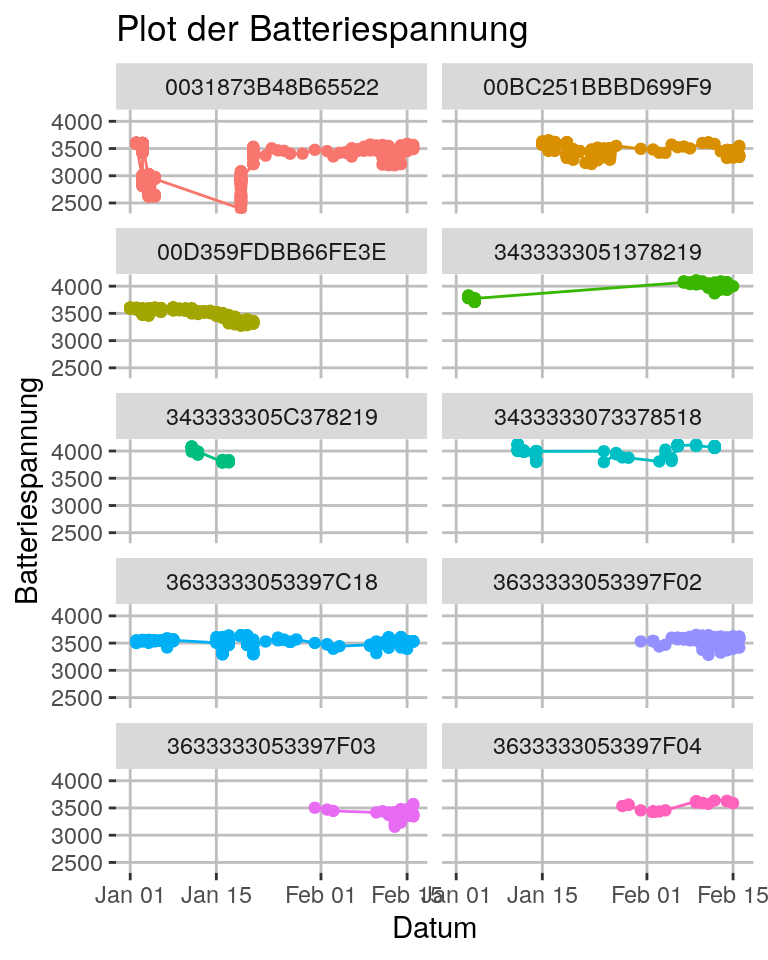 Plot der Batteriespannung
0031873B48B65522
00BC251BBBD699F9
4000
3500
3000
2500
00D359FDBB66FE3E
3433333051378219
4000
3500
3000
2500
343333305C378219
3433333073378518
4000
3500
3000
2500
3633333053397C18
3633333053397F02
4000
3500
3000
2500
3633333053397F03
3633333053397F04
4000
3500
3000
2500
Batteriespannung
Jan 01 Jan 15 Feb 01 Feb 15 Jan 01 Jan 15 Feb 01 Feb 15
Datum